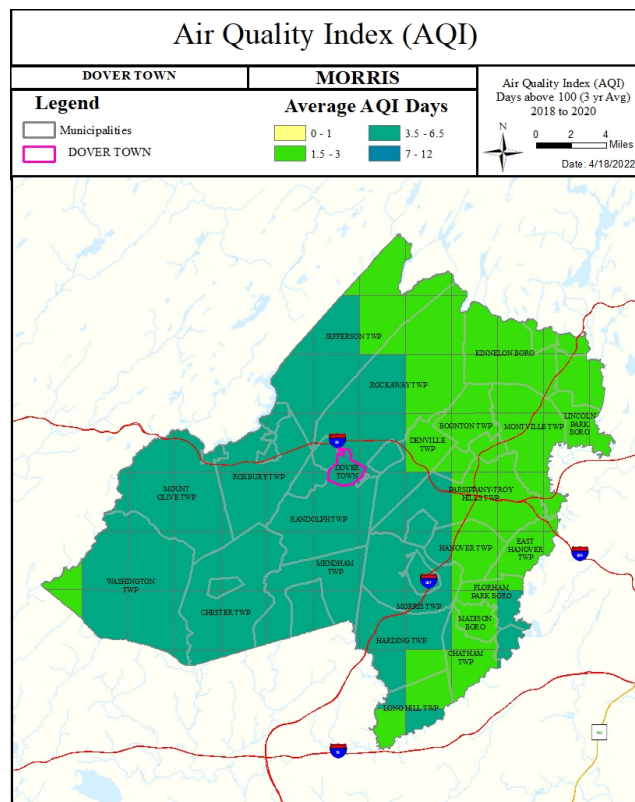 Air Quality Index (AQI)
DOVER TOWN
MORRIS
Air Quality Index (AQI)
Days above 100 (3 yr Avg)
2018 to 2020
Legend
Municipalities
DOVER TOWN
Average AQI Days
0 - 1
3.5 - 6.5
1.5 - 3
7 - 12
N
0 2 4
Miles
Date: 4/18/2022
JEFFERSON TWP
KINNELON BORO
ROCKAWAY TWP
LINCOLN
PARK
BORO
BOONTON TWP
MONTVILLE TWP
DENVILLE
TWP
80
DOVER
TOWN
ROXBURY TWP
MOUNT
OLIVE TWP
PARSIPPANY-TROY
HILLS TWP
RANDOLPH TWP
HANOVER TWP
EAST
HANOVER
TWP
280
MENDHAM
TWP
WASHINGTON
TWP
287
FLORHAM
PARK BORO
CHESTER TWP
MORRIS TWP
MADISON
BORO
HARDING TWP
CHATHAM
TWP
LONG HILL TWP
78